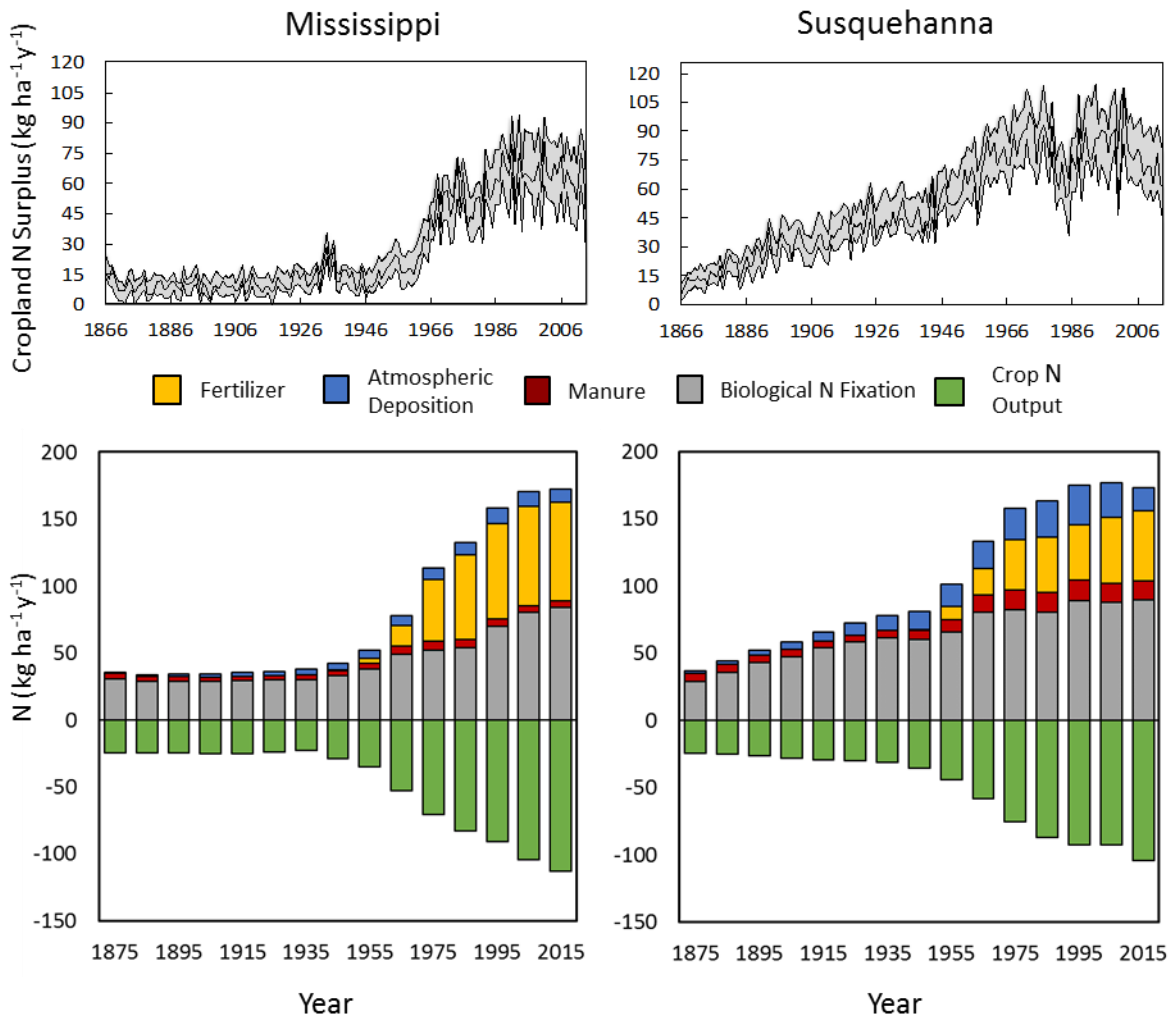 Mississippi
Susquehanna
Cropland N Surplus (kg ha⁻¹ y⁻¹)
120
105
90
75
60
45
30
15
0
1866 1886 1906 1926 1946 1966 1986 2006
120
105
90
75
60
45
30
15
0
1866 1886 1906 1926 1946 1966 1986 2006
Fertilizer
Atmospheric
Deposition
Manure
Biological N Fixation
Crop N
Output
N (kg ha⁻¹ y⁻¹)
200
150
100
50
0
-50
-100
-150
1875 1895 1915 1935 1955 1975 1995 2015
Year
200
150
100
50
0
-50
-100
-150
1875 1895 1915 1935 1955 1975 1995 2015
Year